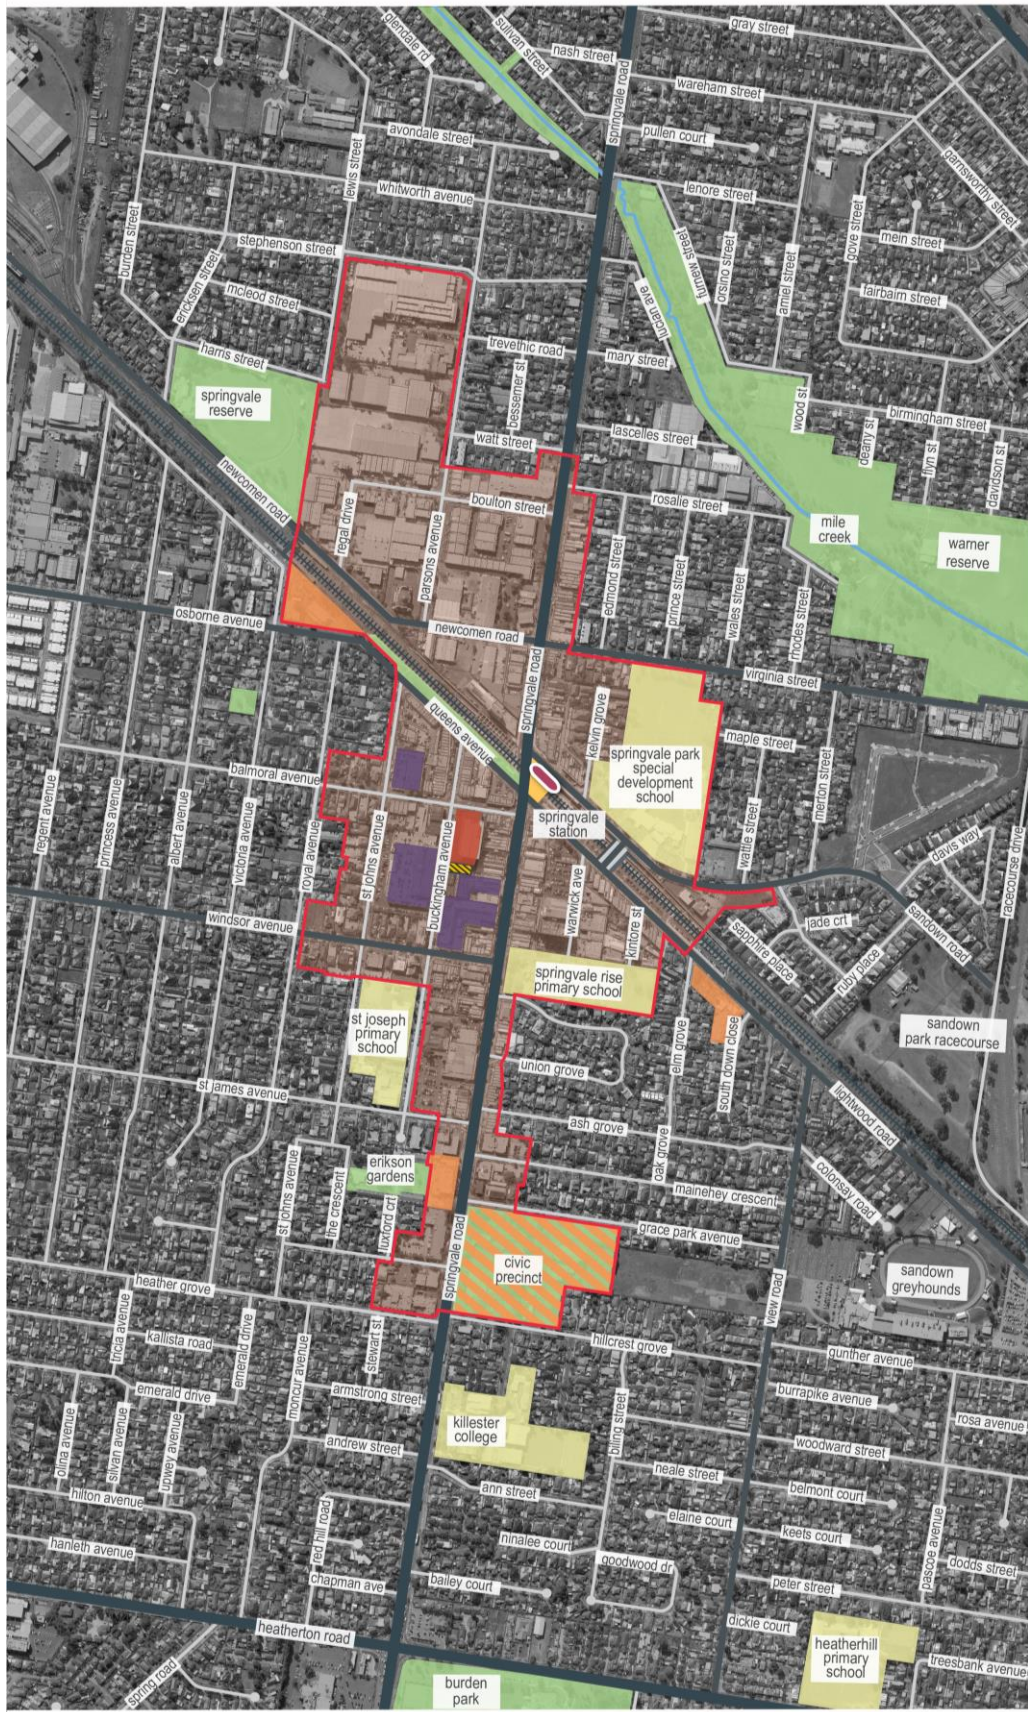 gray street
glendale rd
sullivan street
nash street
wareham street
springvale road
avondale street
pullen court
garnsworthy street
lewis street
whitworth avenue
lenore street
gove street
mein street
burden street
stephenson street
furnew street
orsino street
amiel street
ericksen street
mcleod street
lucian ave
fairbairn street
harris street
trevethic road
mary street
springvale
reserve
bessemer st
wood st
birmingham street
watt street
lascelles street
deany st
flyn st
davidson st
newcomen road
regal drive
boulton street
rosalie street
mile
creek
warner
reserve
parsons avenue
edmond street
prince street
wales street
rhodes street
osborne avenue
newcomen road
virginia street
springvale road
queens avenue
kelvin grove
maple street
springvale park
special
development
school
merton street
balmoral avenue
regent avenue
princess avenue
albert avenue
victoria avenue
royal avenue
st johns avenue
buckingham avenue
springvale
station
wattle street
davis way
racecourse drive
windsor avenue
warwick ave
kintore st
sapphire place
jade crt
ruby place
sandown road
springvale rise
primary school
st joseph
primary
school
elm grove
south down close
sandown
park racecourse
union grove
st james avenue
ash grove
lightwood road
oak grove
colonsay road
erikson
gardens
mainehey crescent
st johns avenue
the crescent
luxford crt
grace park avenue
springvale road
civic
precinct
heather grove
view road
sandown
greyhounds
tricia avenue
kallista road
emerald drive
stewart st
hillcrest grove
gunther avenue
emerald drive
moncur avenue
armstrong street
burrapike avenue
rosa avenue
killester
college
olina avenue
silvan avenue
upwey avenue
andrew street
biling street
woodward street
hilton avenue
ann street
neale street
belmont court
red hill road
elaine court
hanleth avenue
ninalee court
keets court
pascoe avenue
goodwood dr
dodds street
chapman ave
bailey court
peter street
dickie court
heatherton road
heatherhill
primary
school
treesbank avenue
spring road
burden
park